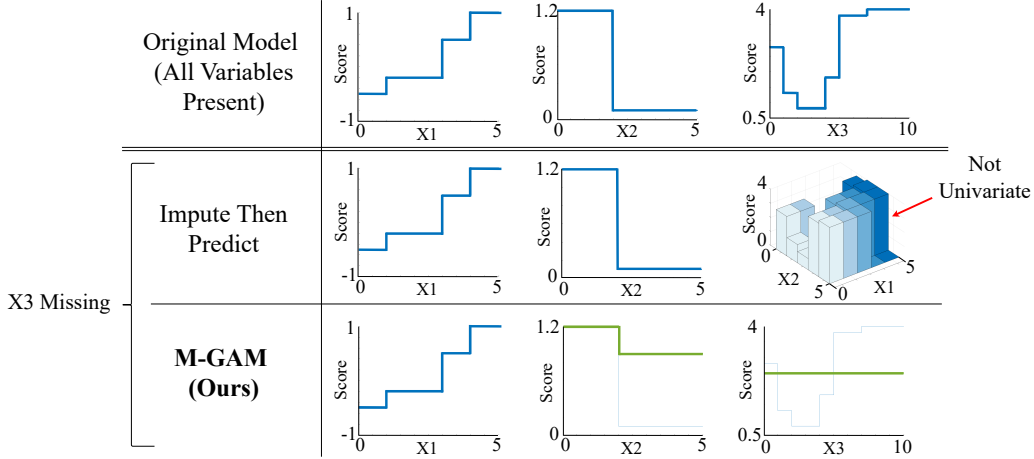 Original Model
(All Variables
Present)
1
Score
-1
0
X1
5
1.2
Score
0
0
X2
5
4
Score
0.5
0
X3
10
X3 Missing
Impute Then
Predict
1
Score
-1
0
X1
5
1.2
Score
0
0
X2
5
4
Score
0
0
X2
5
0
X1
5
Not
Univariate
M-GAM
(Ours)
1
Score
-1
0
X1
5
1.2
Score
0
0
X2
5
4
Score
0.5
0
X3
10